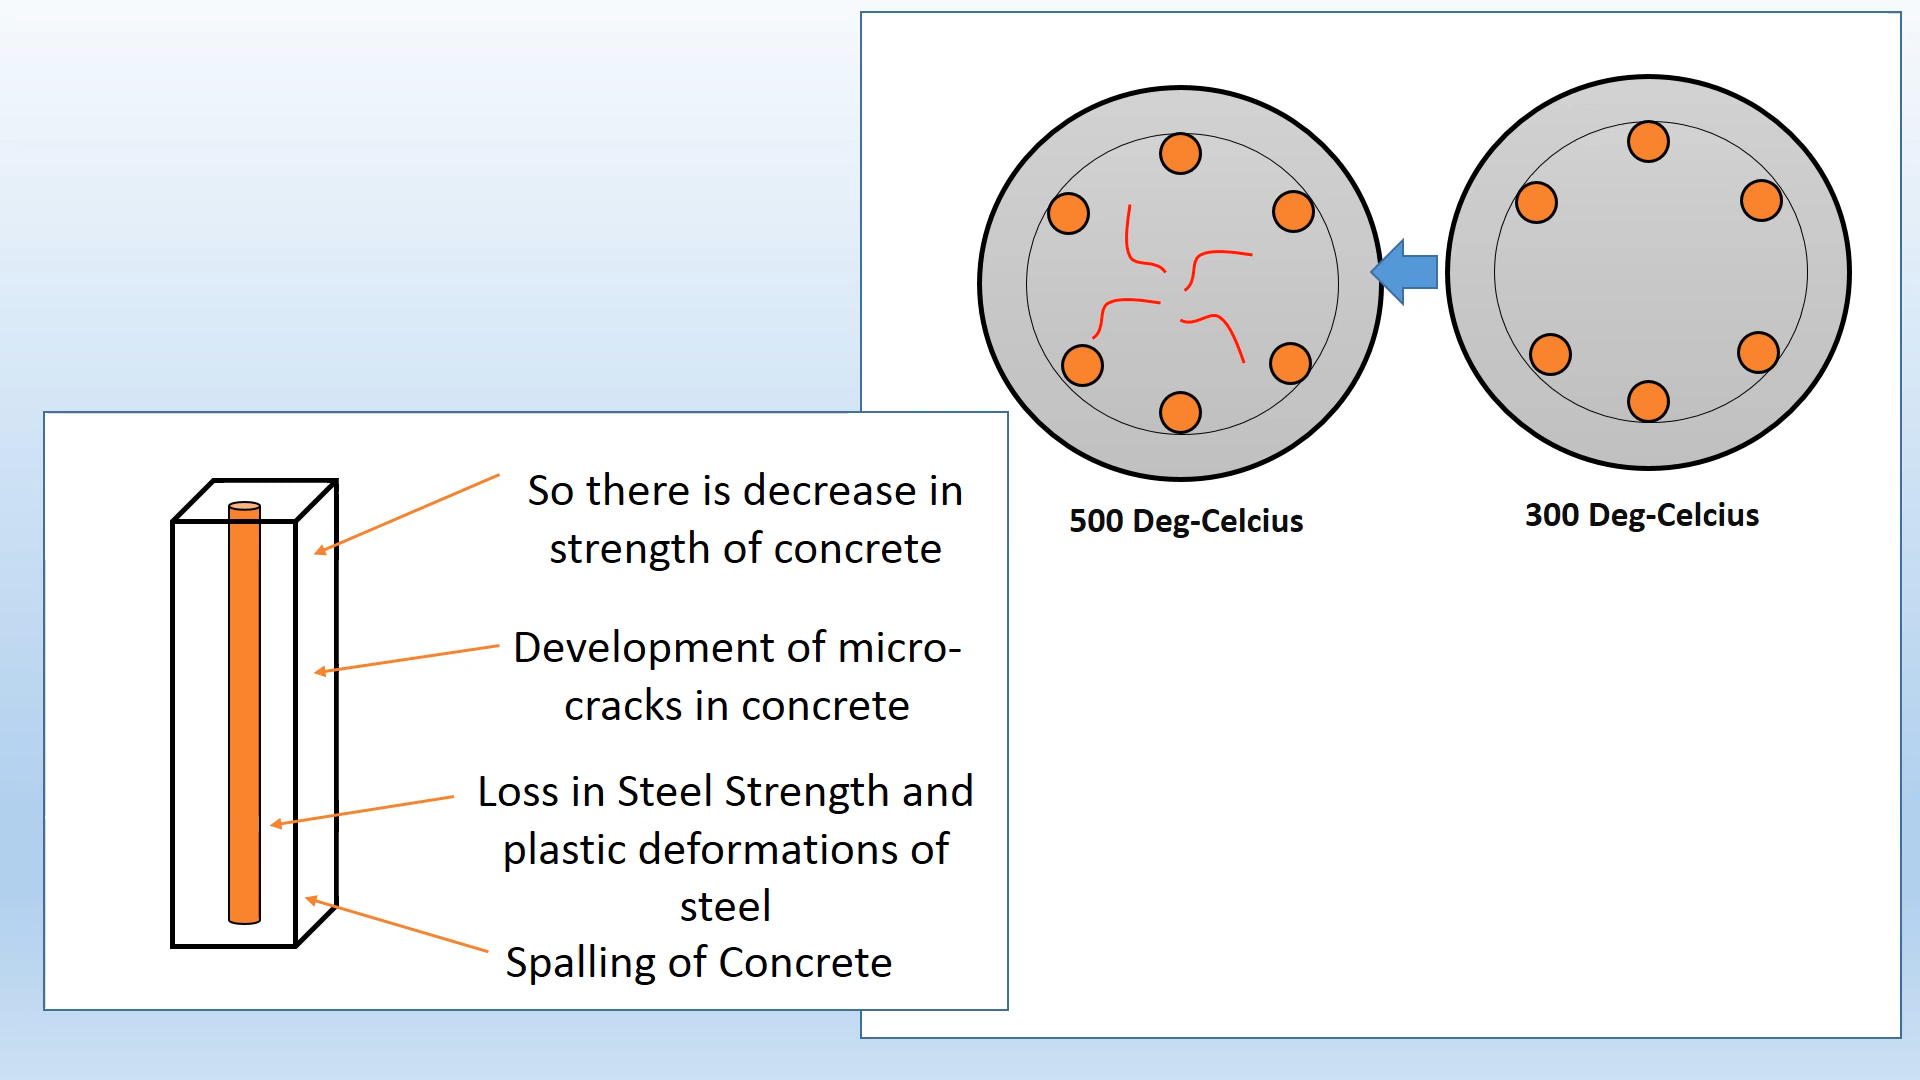 500 Deg-Celcius
300 Deg-Celcius
So there is decrease in
strength of concrete
Development of micro-
cracks in concrete
Loss in Steel Strength and
plastic deformations of
steel
Spalling of Concrete